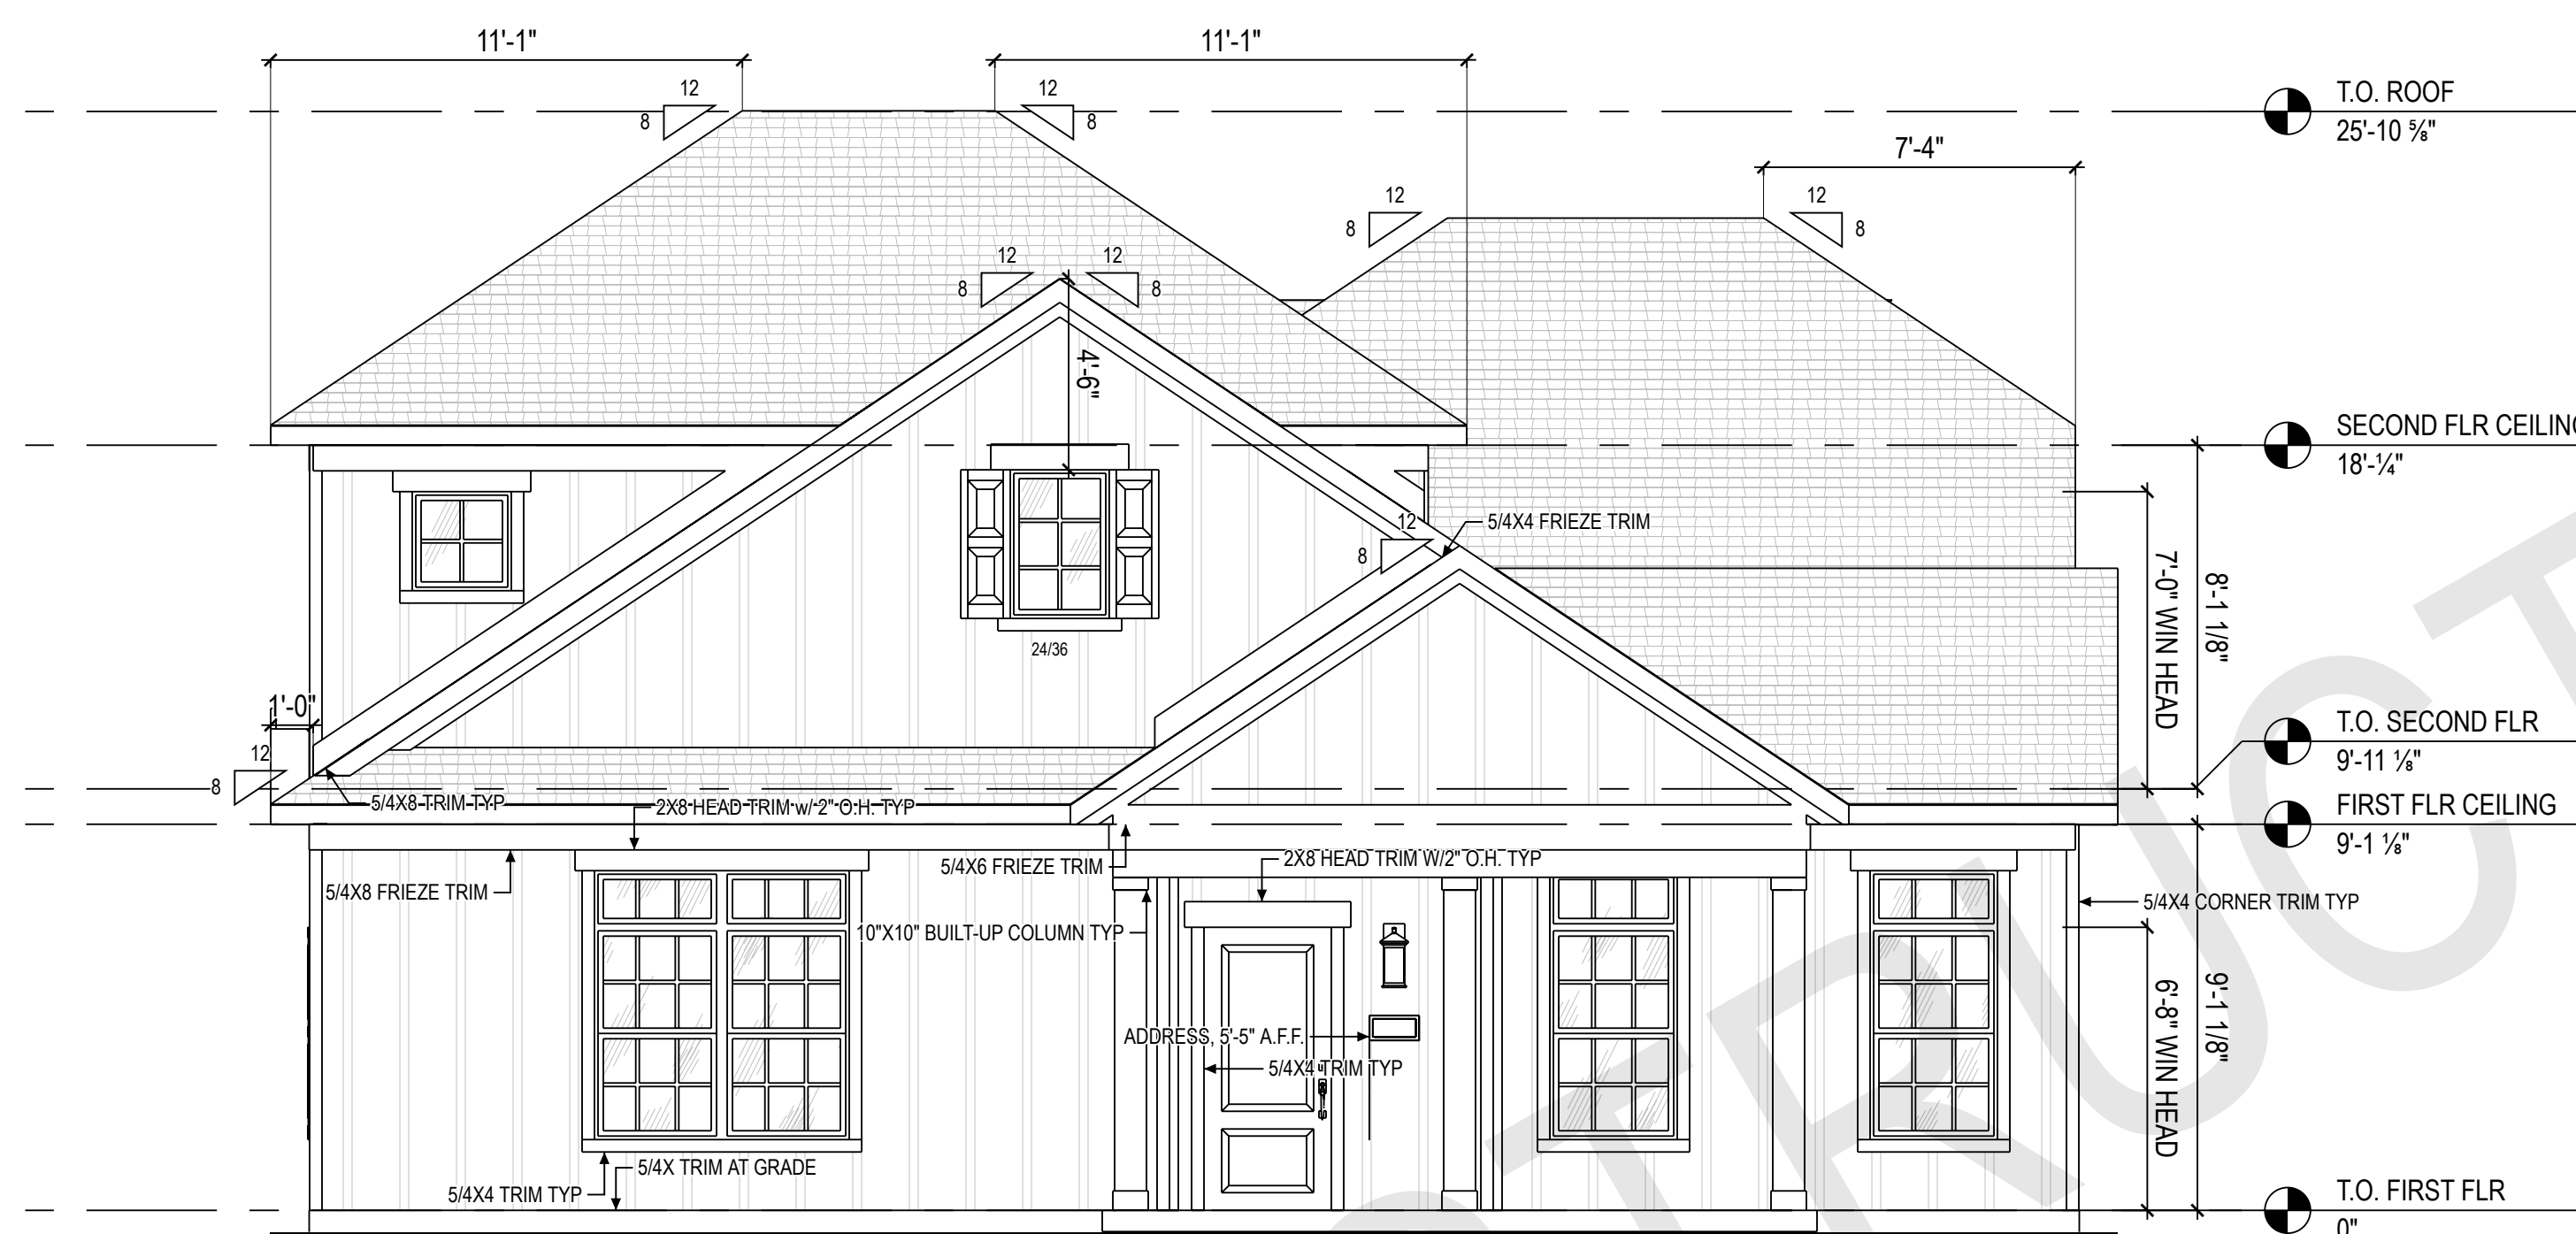 11'-1"
11'-1"
12
8
12
8
T.O. ROOF
25'-10 ⅝"
7'-4"
12
8
12
8
12
8
12
8
4'-6"
SECOND FLR CEILING
18'-¼"
12
8
5/4X4 FRIEZE TRIM
7'-0" WIN HEAD
8'-1 1/8"
24/36
1'-0"
12
8
T.O. SECOND FLR
9'-11 ⅛"
5/4X8 TRIM TYP
2X8 HEAD TRIM w/ 2" O.H. TYP
FIRST FLR CEILING
9'-1 ⅛"
5/4X6 FRIEZE TRIM
2X8 HEAD TRIM W/2" O.H. TYP
5/4X8 FRIEZE TRIM
5/4X4 CORNER TRIM TYP
10"X10" BUILT-UP COLUMN TYP
6'-8" WIN HEAD
9'-1 1/8"
ADDRESS, 5'-5" A.F.F.
5/4X4 TRIM TYP
5/4X TRIM AT GRADE
5/4X4 TRIM TYP
T.O. FIRST FLR
0"